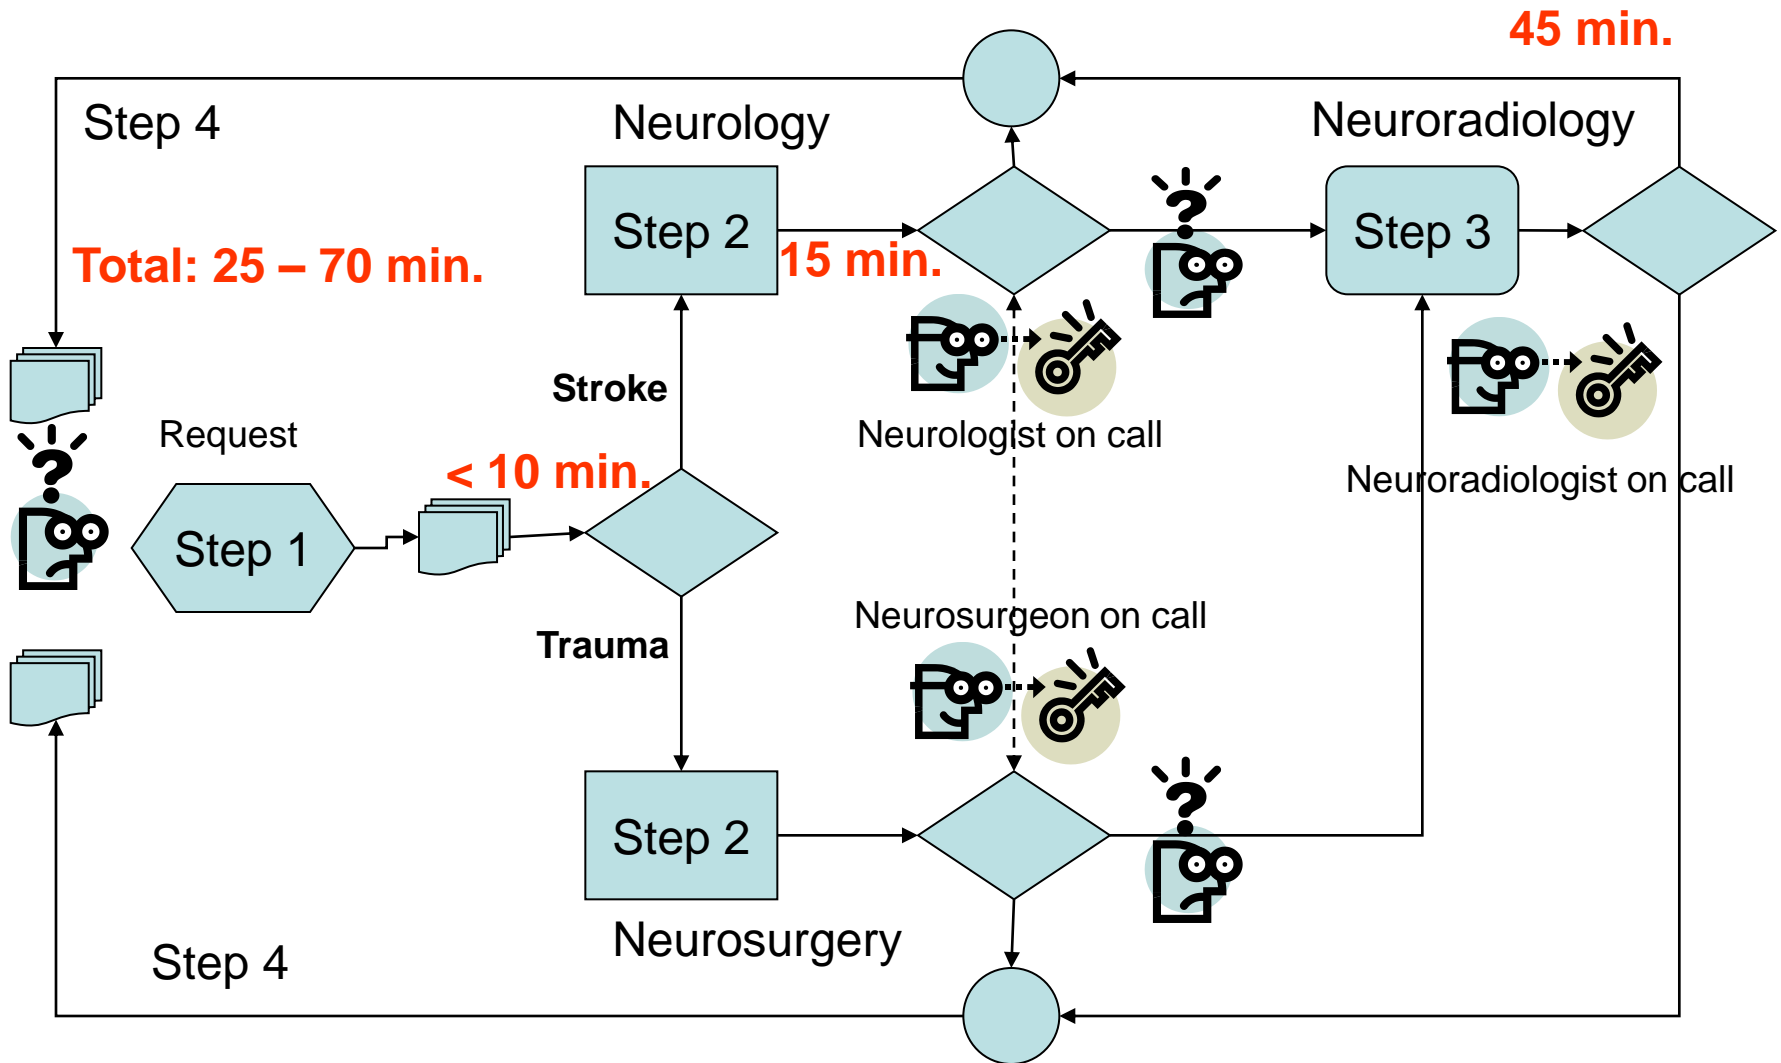 45 min.
Step 4
Neurology
Neuroradiology
Step 2
Step 3
Total: 25 – 70 min.
15 min.
Stroke
Request
Neurologist on call
< 10 min.
Neuroradiologist on call
Step 1
Neurosurgeon on call
Trauma
Step 2
Neurosurgery
Step 4